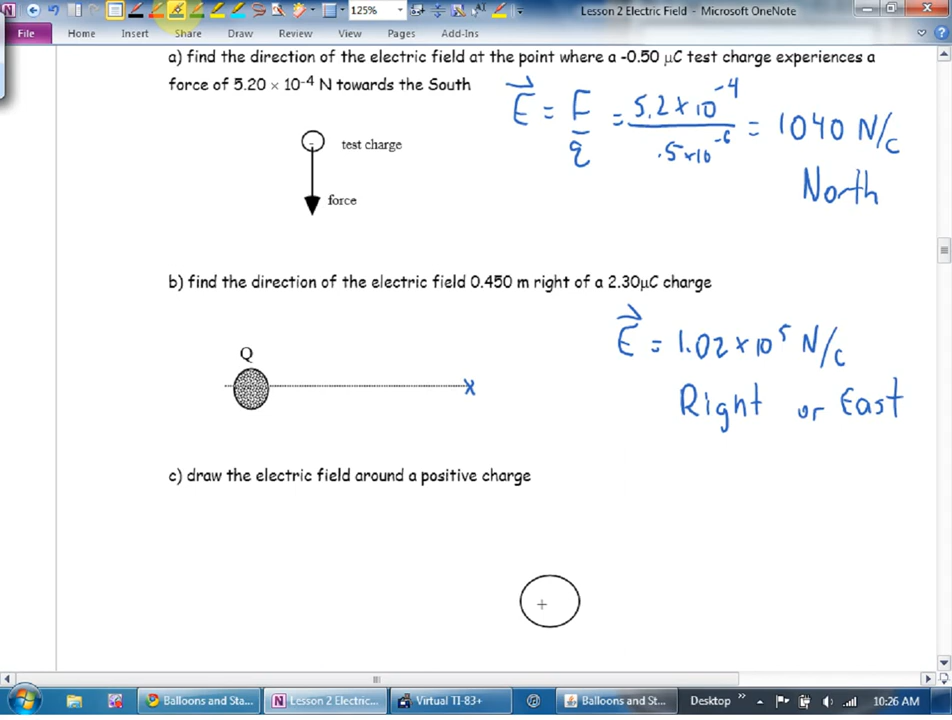 125%
Lesson 2 Electric Field - Microsoft OneNote
File Home Insert Share Draw Review View Pages Add-Ins
a) find the direction of the electric field at the point where a -0.50 μC test charge experiences a
force of 5.20 × 10⁻⁴ N towards the South
E⃗ = F/q = 5.2 × 10⁻⁴ / .5×10⁻⁶ = 1040 N/C
North
- test charge
force
b) find the direction of the electric field 0.450 m right of a 2.30μC charge
E⃗ = 1.02 × 10⁵ N/C
Q
x
Right or East
c) draw the electric field around a positive charge
+
Balloons and Sta... Lesson 2 Electric... Virtual TI-83+ Balloons and St... Desktop » 10:26 AM